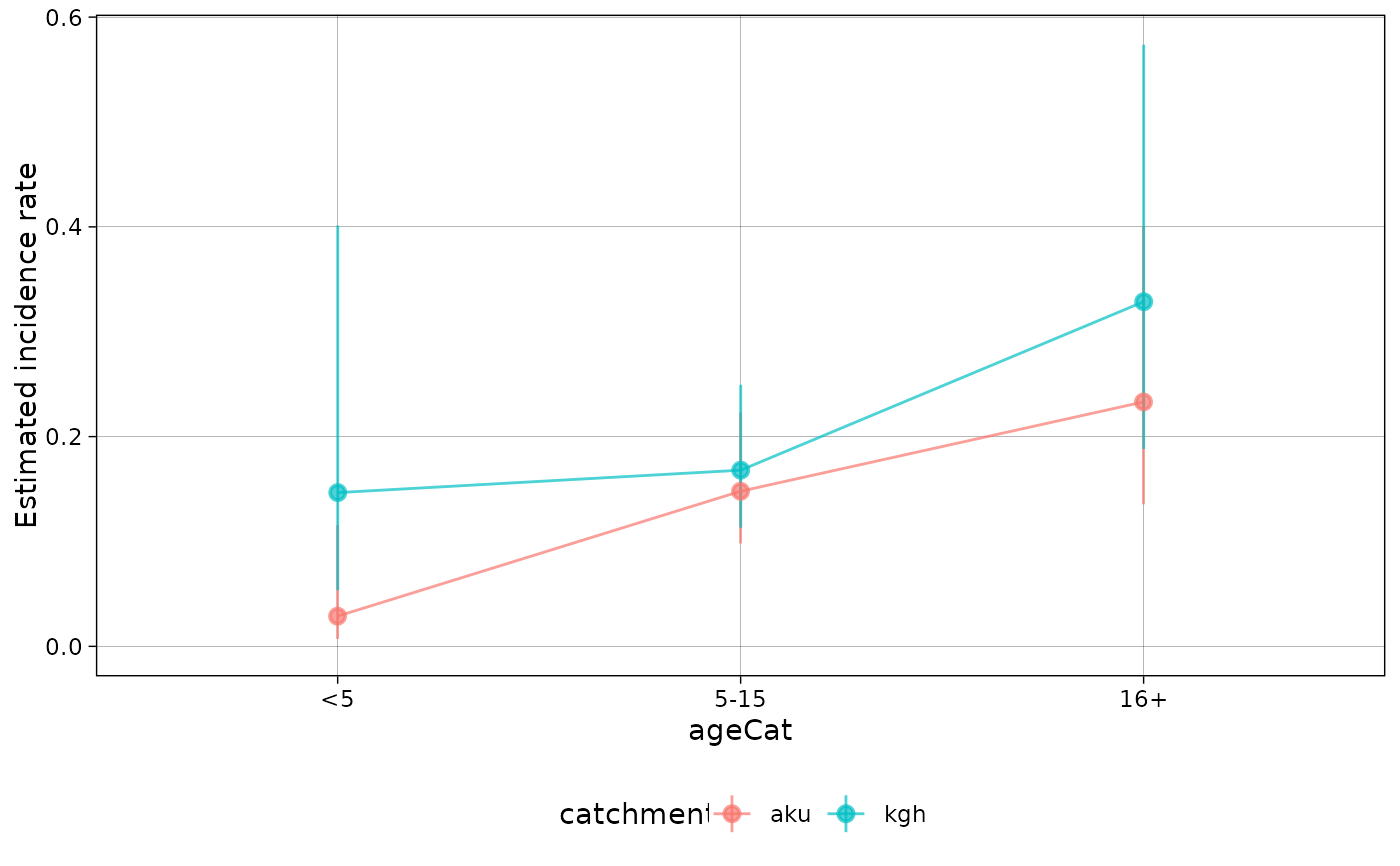 Estimated incidence rate
0.6
0.4
0.2
0.0
<5
5-15
16+
ageCat
catchment
aku
kgh